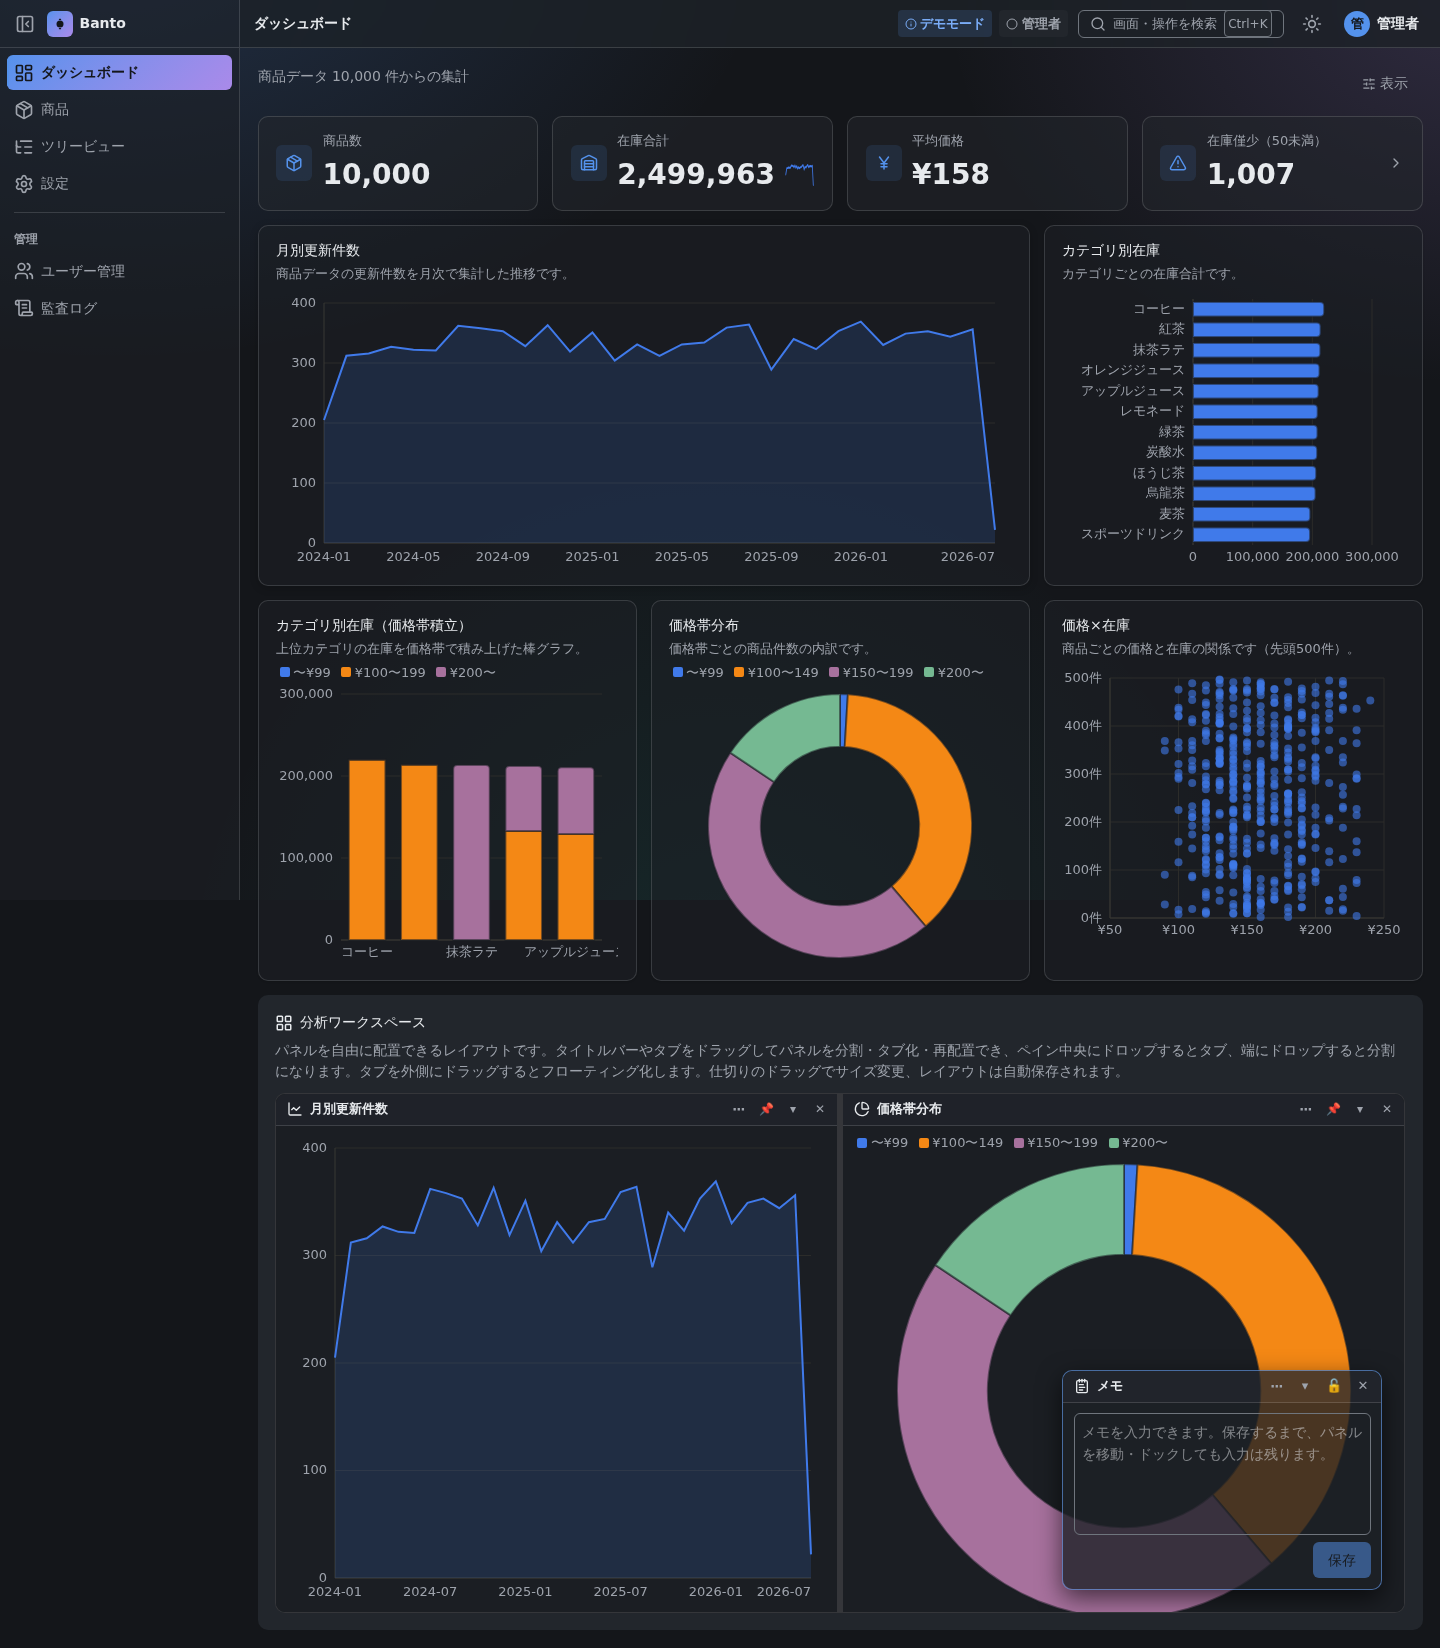 Banto
ダッシュボード
デモモード
管理者
画面・操作を検索 Ctrl+K
管 管理者
ダッシュボード
商品
ツリービュー
設定
管理
ユーザー管理
監査ログ
商品データ 10,000 件からの集計
表示
商品数
10,000
在庫合計
2,499,963
平均価格
¥158
在庫僅少（50未満）
1,007
月別更新件数
商品データの更新件数を月次で集計した推移です。
400
300
200
100
0
2024-01 2024-05 2024-09 2025-01 2025-05 2025-09 2026-01 2026-07
カテゴリ別在庫
カテゴリごとの在庫合計です。
コーヒー
紅茶
抹茶ラテ
オレンジジュース
アップルジュース
レモネード
緑茶
炭酸水
ほうじ茶
烏龍茶
麦茶
スポーツドリンク
0 100,000 200,000 300,000
カテゴリ別在庫（価格帯積立）
上位カテゴリの在庫を価格帯で積み上げた棒グラフ。
〜¥99 ¥100〜199 ¥200〜
300,000
200,000
100,000
0
コーヒー 抹茶ラテ アップルジュー
価格帯分布
価格帯ごとの商品件数の内訳です。
〜¥99 ¥100〜149 ¥150〜199 ¥200〜
価格×在庫
商品ごとの価格と在庫の関係です（先頭500件）。
500件
400件
300件
200件
100件
0件
¥50 ¥100 ¥150 ¥200 ¥250
分析ワークスペース
パネルを自由に配置できるレイアウトです。タイトルバーやタブをドラッグしてパネルを分割・タブ化・再配置でき、ペイン中央にドロップするとタブ、端にドロップすると分割
になります。タブを外側にドラッグするとフローティング化します。仕切りのドラッグでサイズ変更、レイアウトは自動保存されます。
月別更新件数
400
300
200
100
0
2024-01 2024-07 2025-01 2025-07 2026-01 2026-07
価格帯分布
〜¥99 ¥100〜149 ¥150〜199 ¥200〜
メモ
メモを入力できます。保存するまで、パネル
を移動・ドックしても入力は残ります。
保存